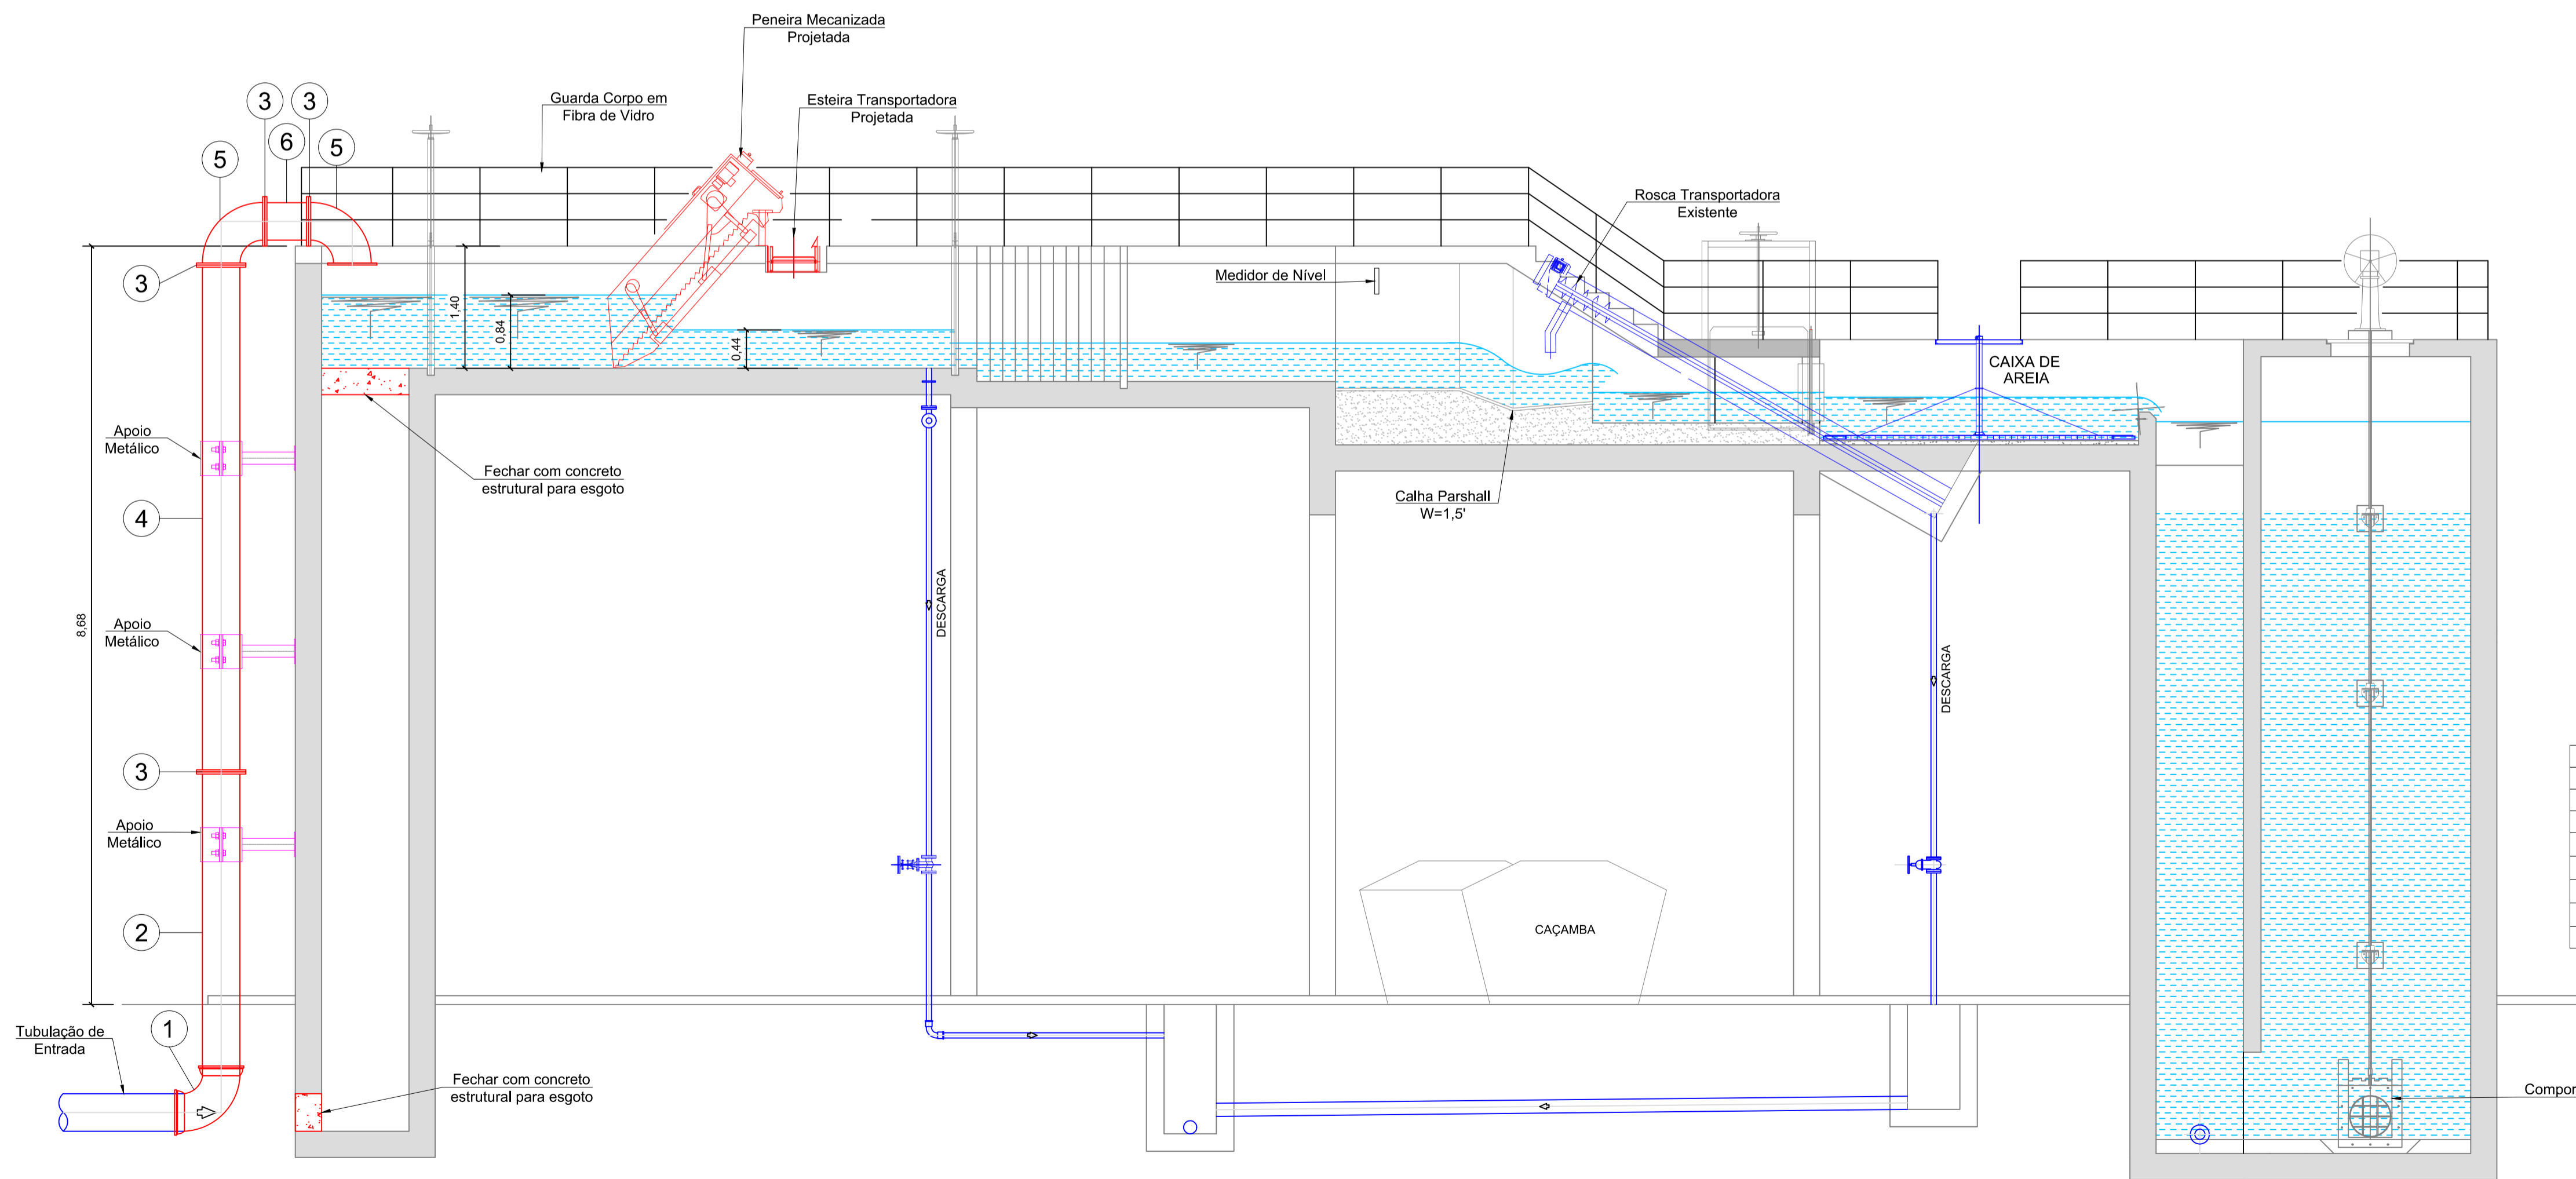 Peneira Mecanizada
Projetada
Guarda Corpo em
Fibra de Vidro
Esteira Transportadora
Projetada
3
3
6
5
5
Rosca Transportadora
Existente
Medidor de Nível
3
1,40
0,84
0,44
CAIXA DE
AREIA
Apoio
Metálico
Fechar com concreto
estrutural para esgoto
Calha Parshall
W=1,5'
4
DESCARGA
8,68
Apoio
Metálico
DESCARGA
3
Apoio
Metálico
2
CAÇAMBA
Tubulação de
Entrada
1
Fechar com concreto
estrutural para esgoto
Compor